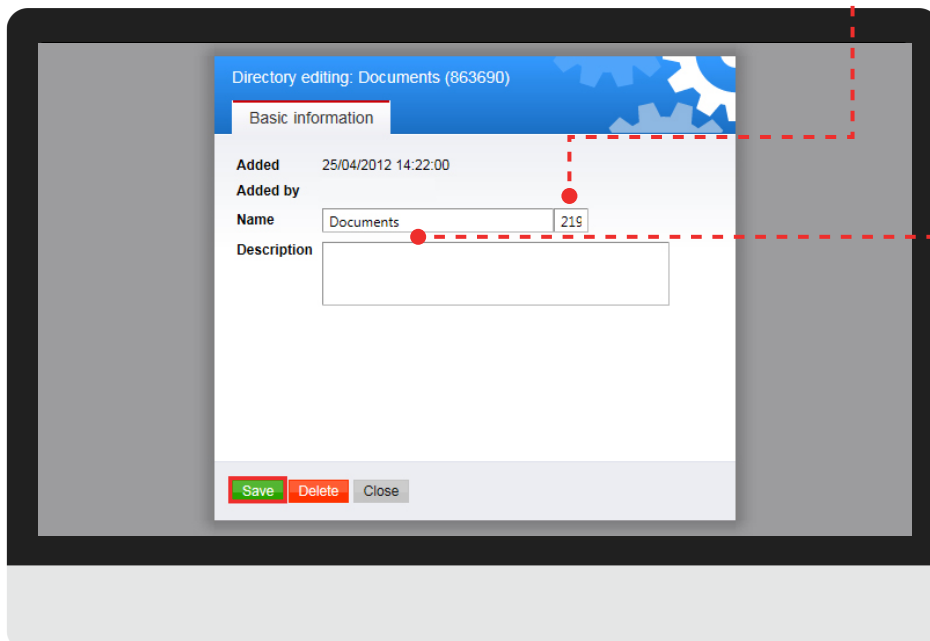 Directory editing: Documents (863690)
Basic information
Added 25/04/2012 14:22:00
Added by
Name Documents 219
Description
Save Delete Close